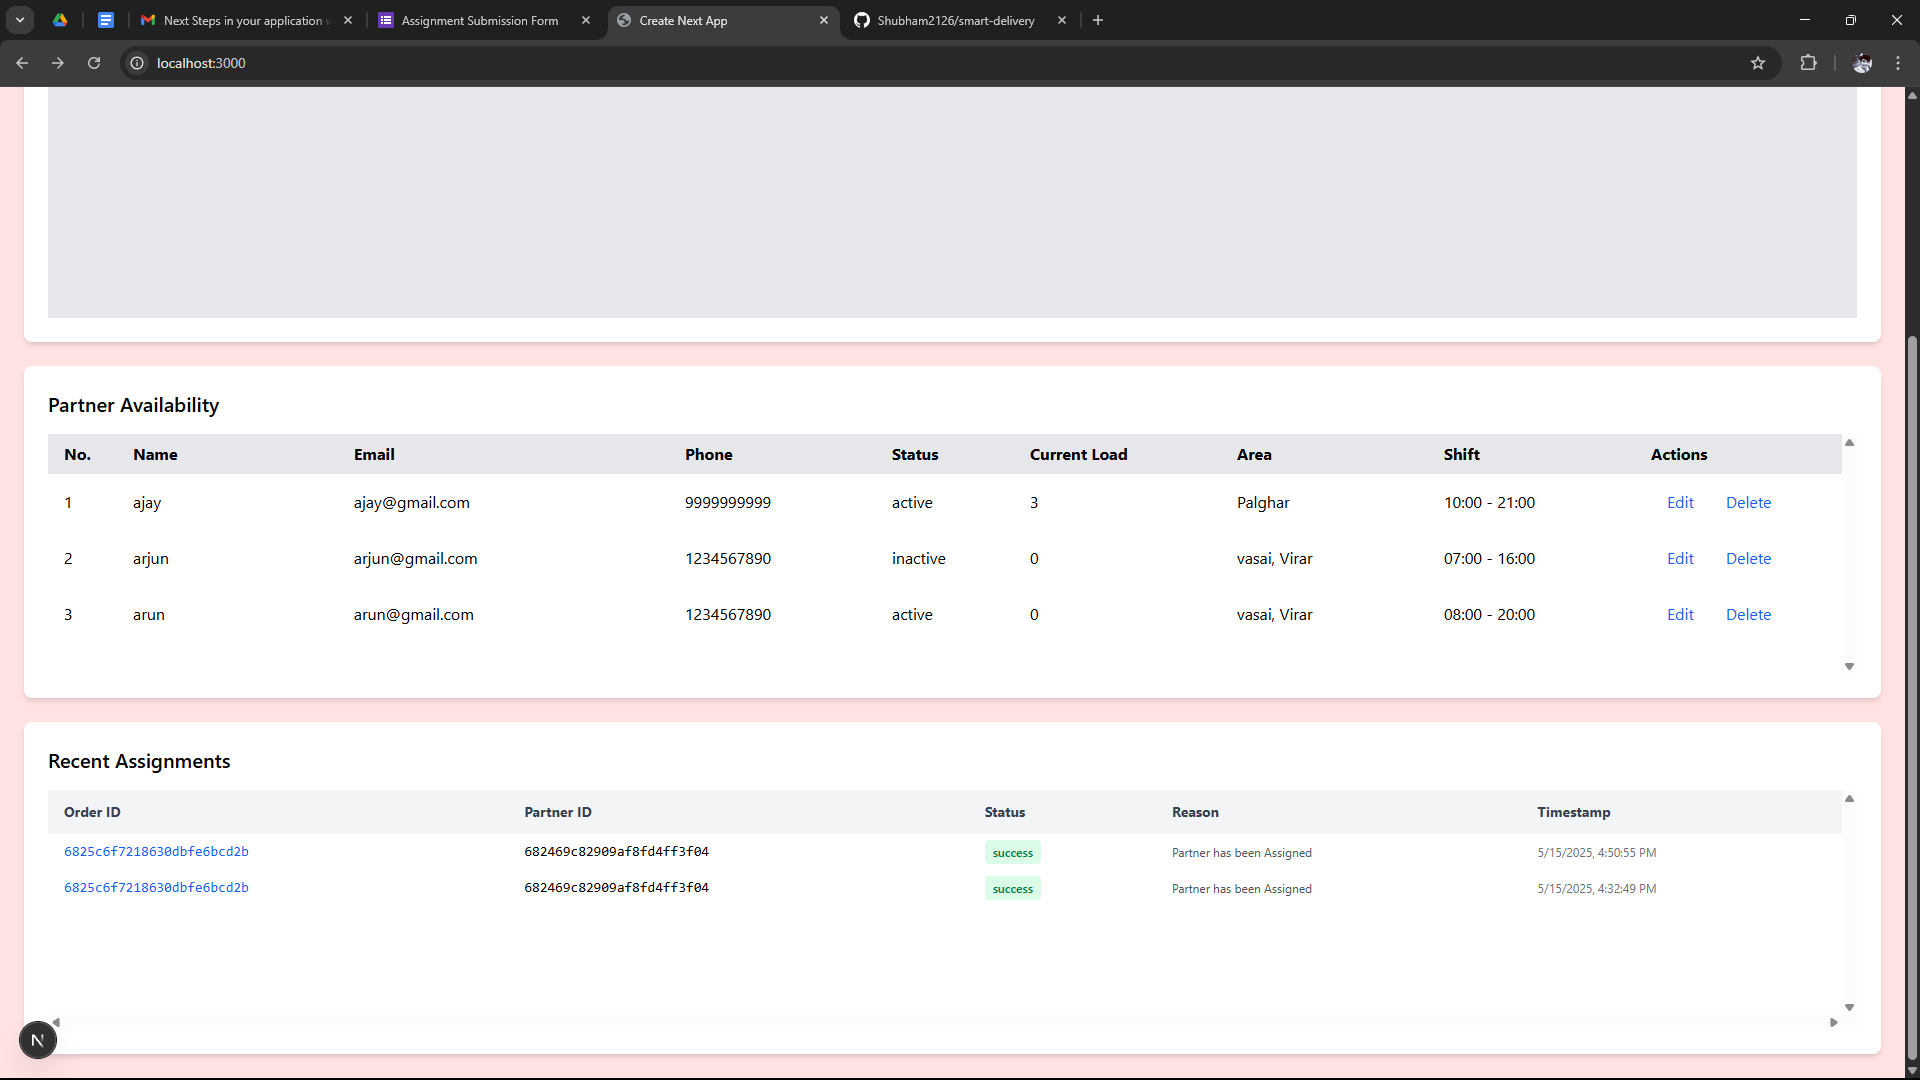 Next Steps in your application w
Assignment Submission Form
Create Next App
Shubham2126/smart-delivery
localhost:3000
Partner Availability
No. Name Email Phone Status Current Load Area Shift Actions
1 ajay ajay@gmail.com 9999999999 active 3 Palghar 10:00 - 21:00 Edit Delete
2 arjun arjun@gmail.com 1234567890 inactive 0 vasai, Virar 07:00 - 16:00 Edit Delete
3 arun arun@gmail.com 1234567890 active 0 vasai, Virar 08:00 - 20:00 Edit Delete
Recent Assignments
Order ID Partner ID Status Reason Timestamp
6825c6f7218630dbfe6bcd2b 682469c82909af8fd4ff3f04 success Partner has been Assigned 5/15/2025, 4:50:55 PM
6825c6f7218630dbfe6bcd2b 682469c82909af8fd4ff3f04 success Partner has been Assigned 5/15/2025, 4:32:49 PM
N